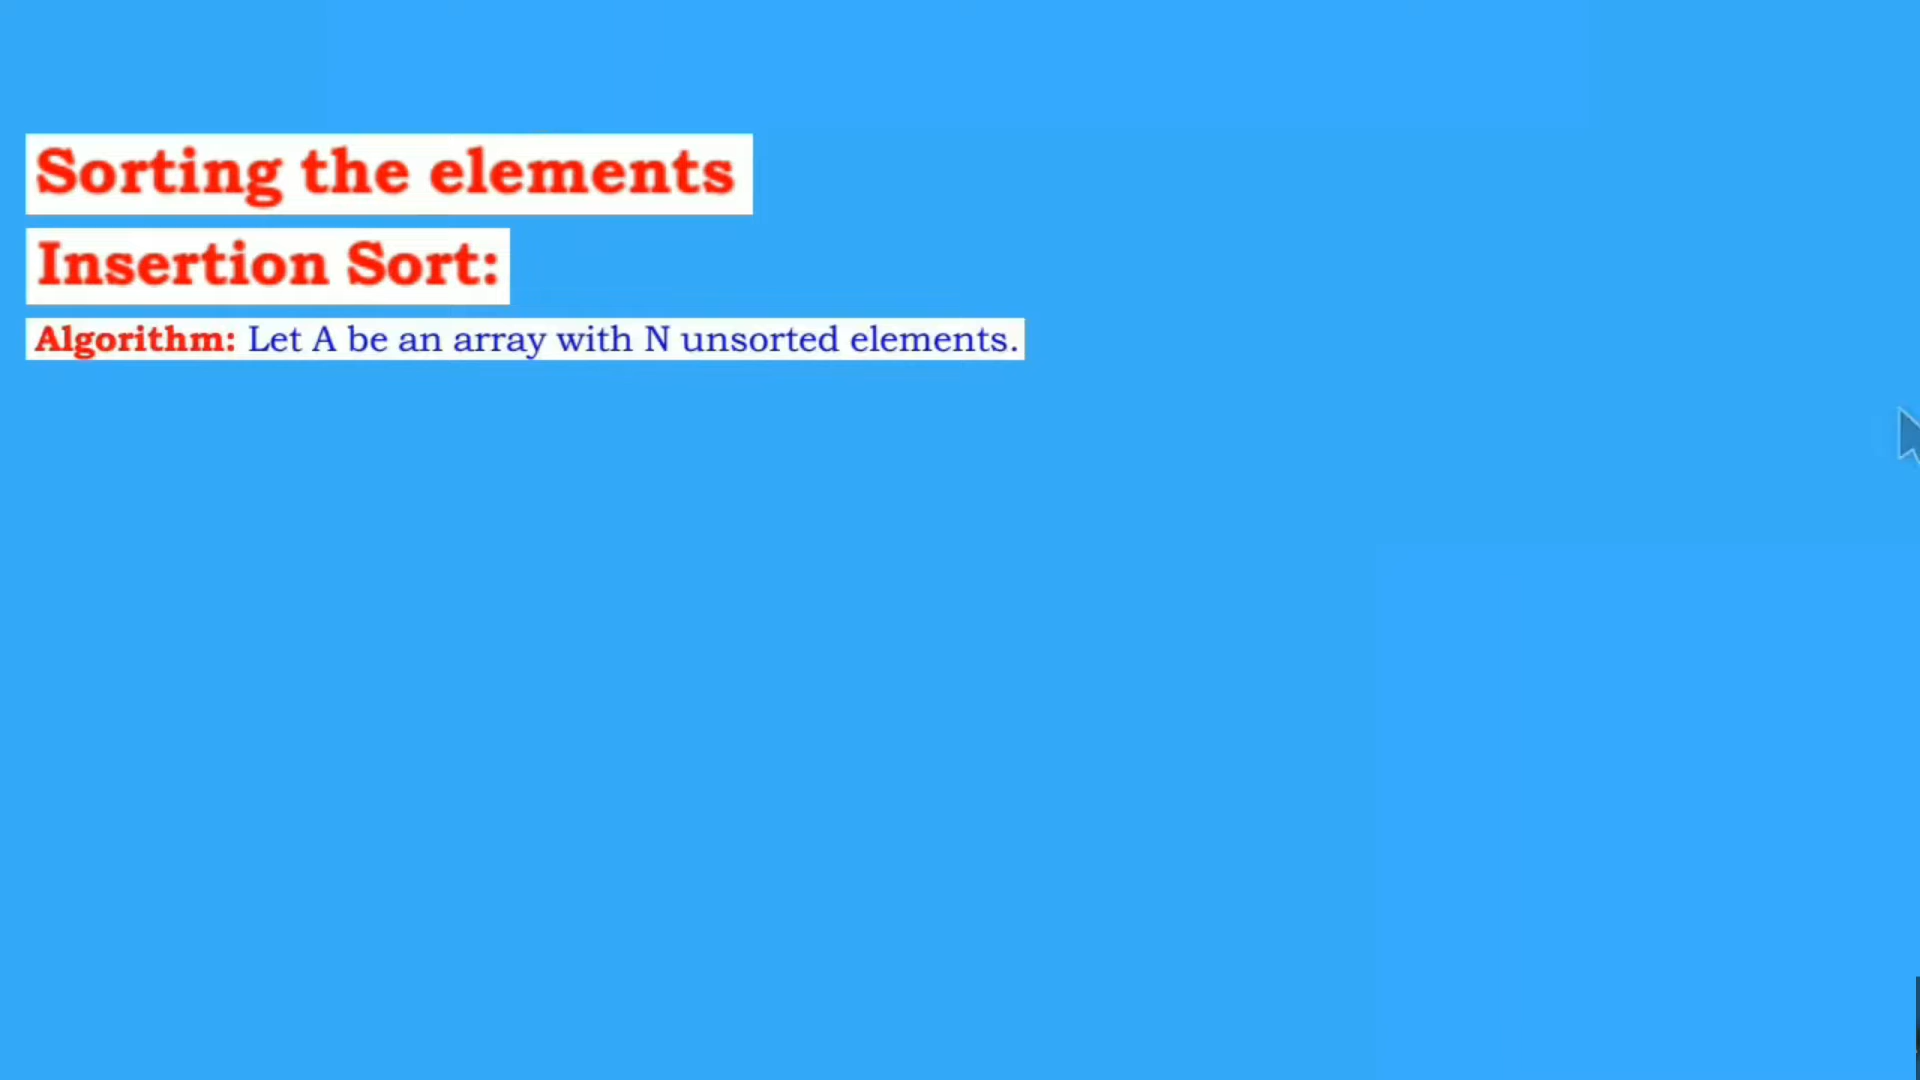 Sorting the elements
Insertion Sort:
Algorithm: Let A be an array with N unsorted elements.